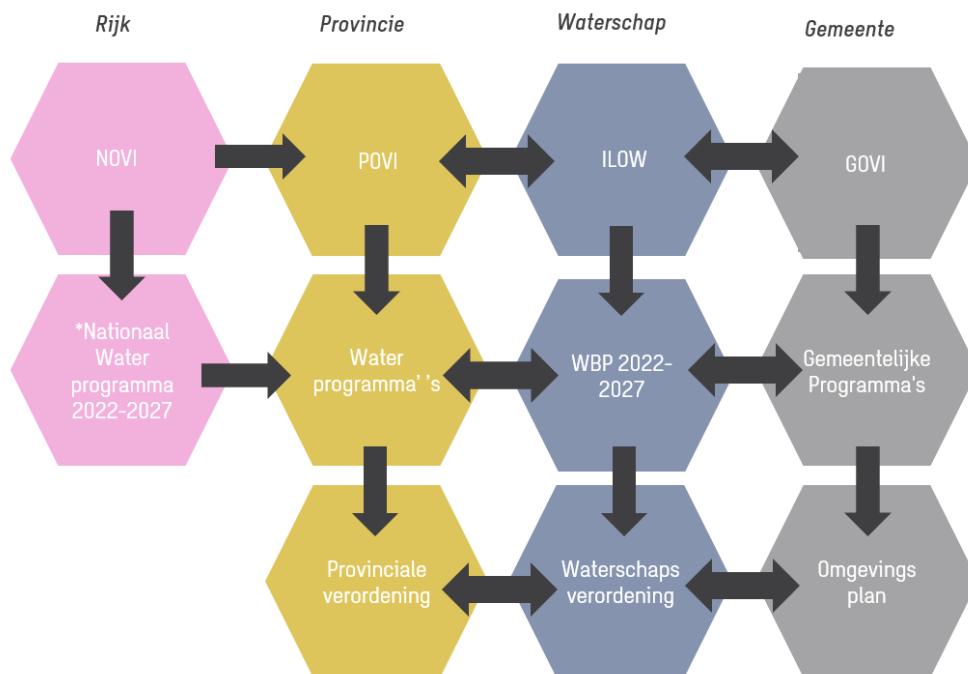 Rijk
Provincie
Waterschap
Gemeente
NOVI
POVI
ILOW
GOVI
*Nationaal
Water
programma
2022-2027
Water
programma' 's
WBP 2022-
2027
Gemeentelijke
Programma's
Provinciale
verordening
Waterschaps
verordening
Omgevings
plan